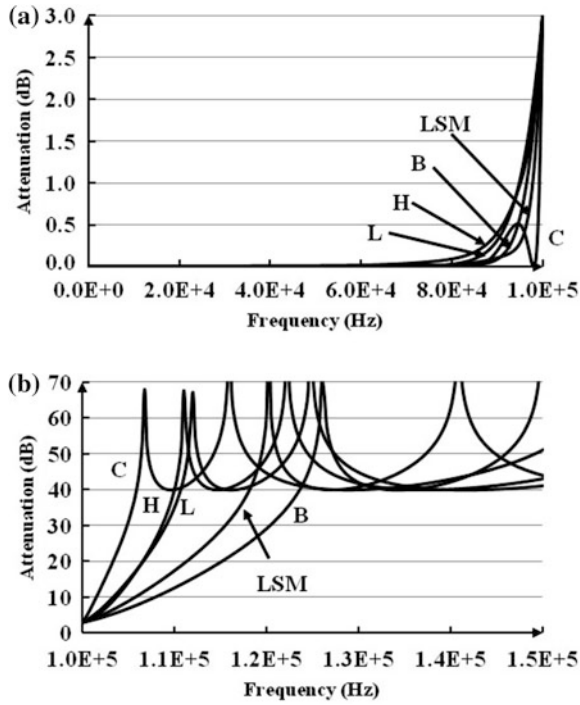 (a)
3.0
2.5
2.0
1.5
1.0
0.5
0.0
Attenuation (dB)
LSM
B
H
L
C
0.0E+0 2.0E+4 4.0E+4 6.0E+4 8.0E+4 1.0E+5
Frequency (Hz)
(b)
70
60
50
40
30
20
10
0
Attenuation (dB)
C
H
L
B
LSM
1.0E+5 1.1E+5 1.2E+5 1.3E+5 1.4E+5 1.5E+5
Frequency (Hz)